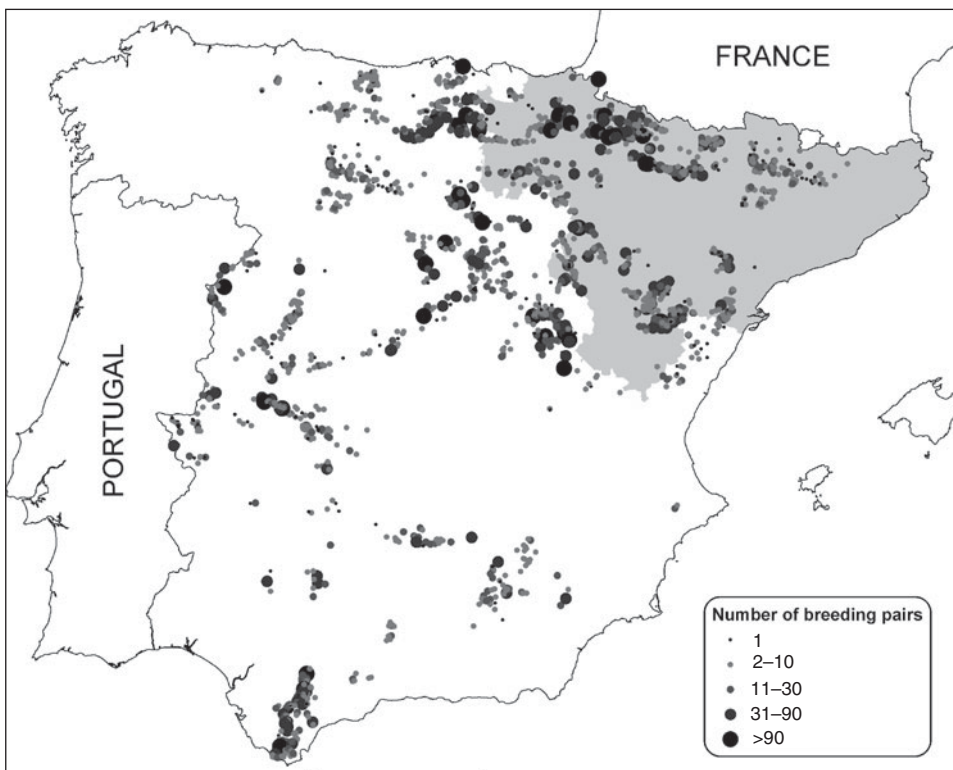 FRANCE
PORTUGAL
Number of breeding pairs
1
2–10
11–30
31–90
>90